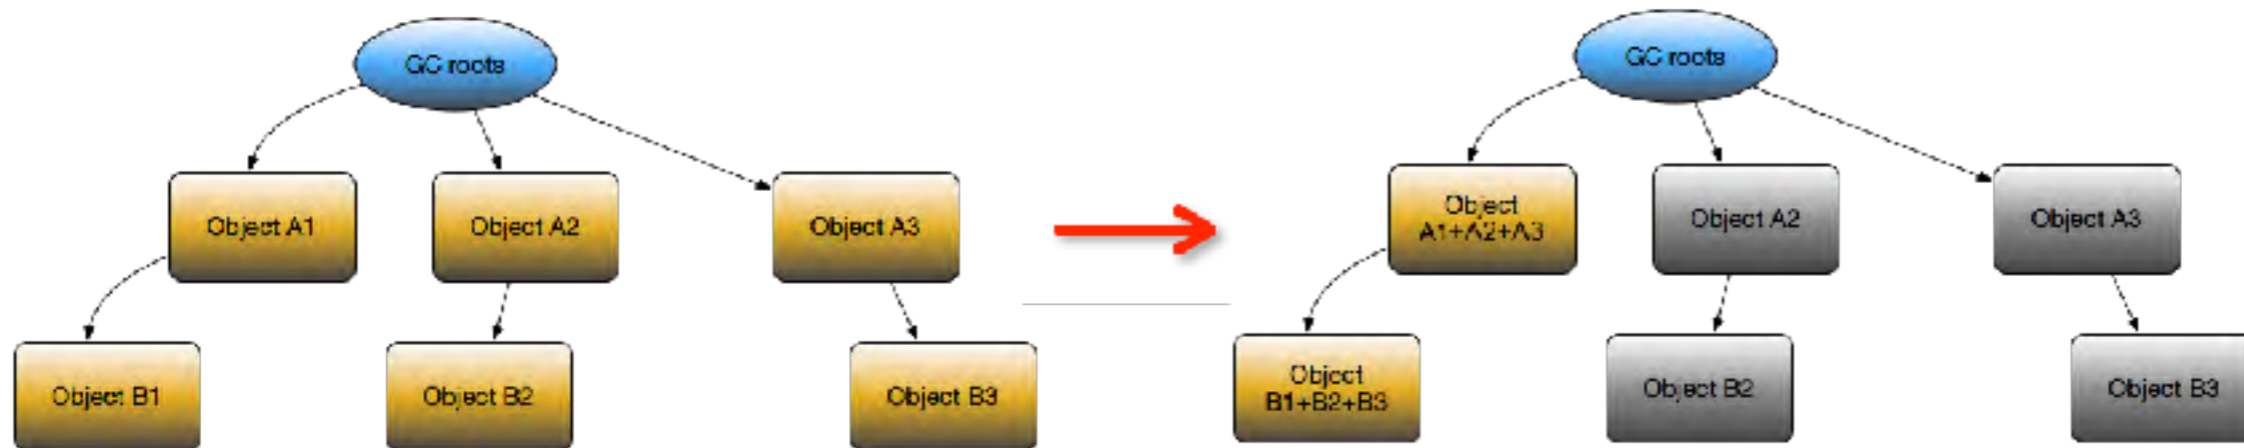 GC roots
Object A1
Object A2
Object A3
Object B1
Object B2
Object B3
GC roots
Object
A1+A2+A3
Object A2
Object A3
Object
B1+B2+B3
Object B2
Object B3